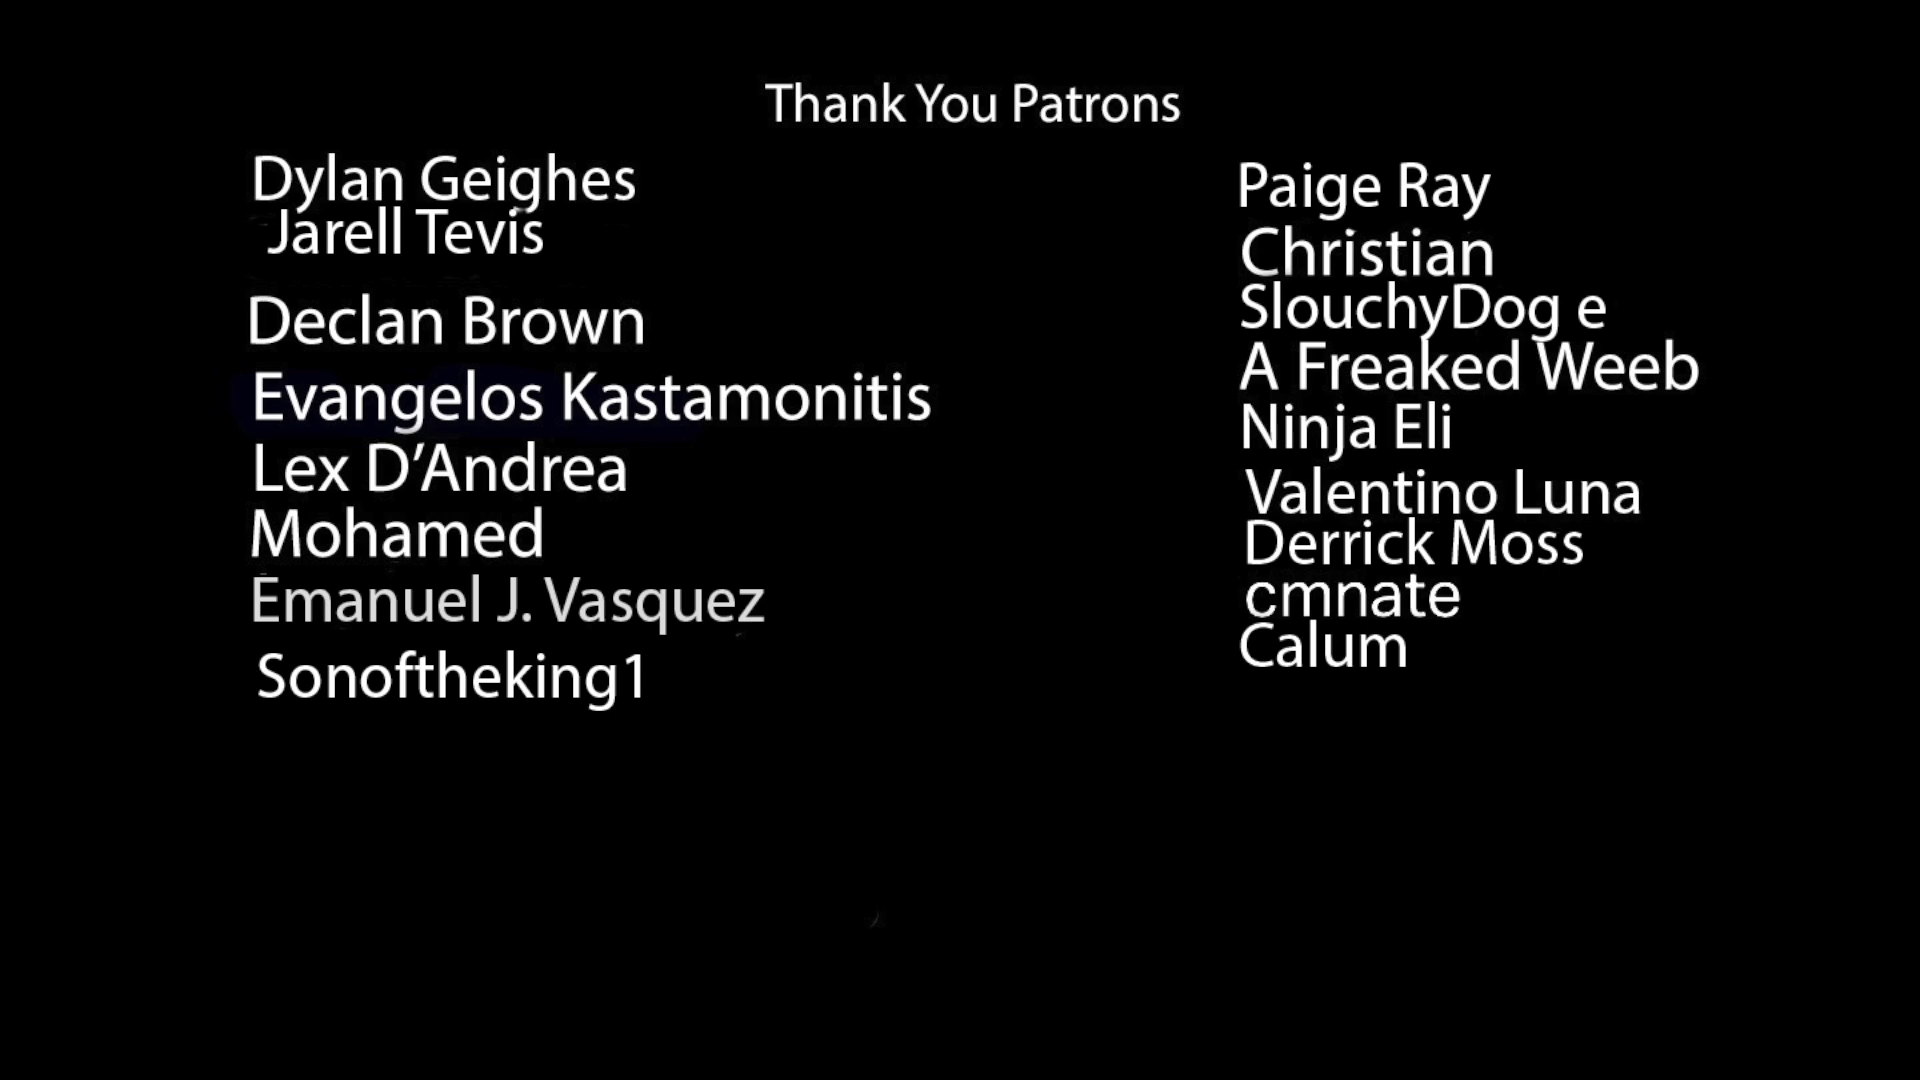 Thank You Patrons
Dylan Geighes
Jarell Tevis
Declan Brown
Evangelos Kastamonitis
Lex D’Andrea
Mohamed
Emanuel J. Vasquez
Sonoftheking1
Paige Ray
Christian
SlouchyDog e
A Freaked Weeb
Ninja Eli
Valentino Luna
Derrick Moss
cmnate
Calum